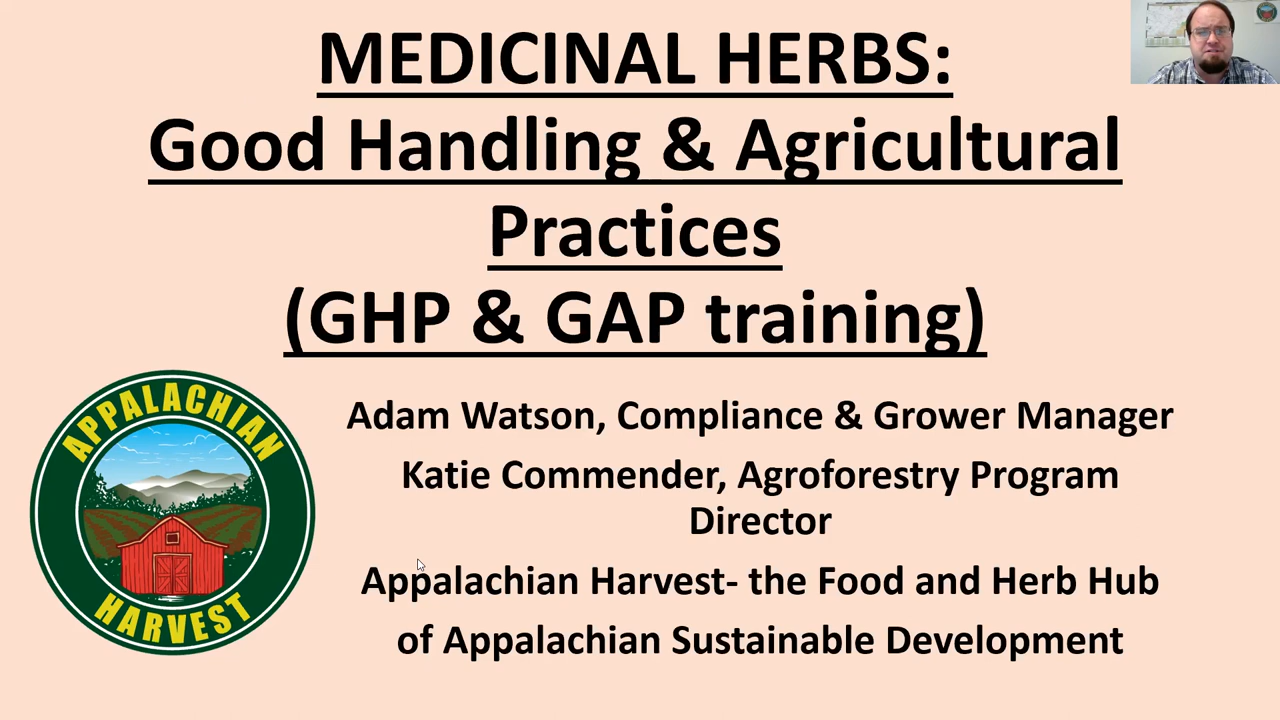 MEDICINAL HERBS:
Good Handling & Agricultural
Practices
(GHP & GAP training)
APPALACHIAN
HARVEST
Adam Watson, Compliance & Grower Manager
Katie Commender, Agroforestry Program
Director
Appalachian Harvest- the Food and Herb Hub
of Appalachian Sustainable Development